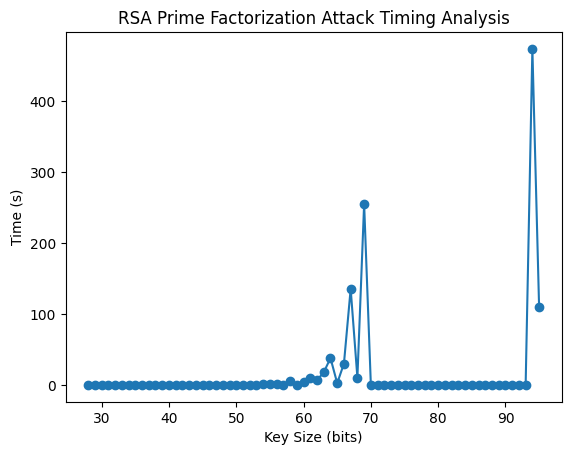 RSA Prime Factorization Attack Timing Analysis
Time (s)
400
300
200
100
0
30 40 50 60 70 80 90
Key Size (bits)